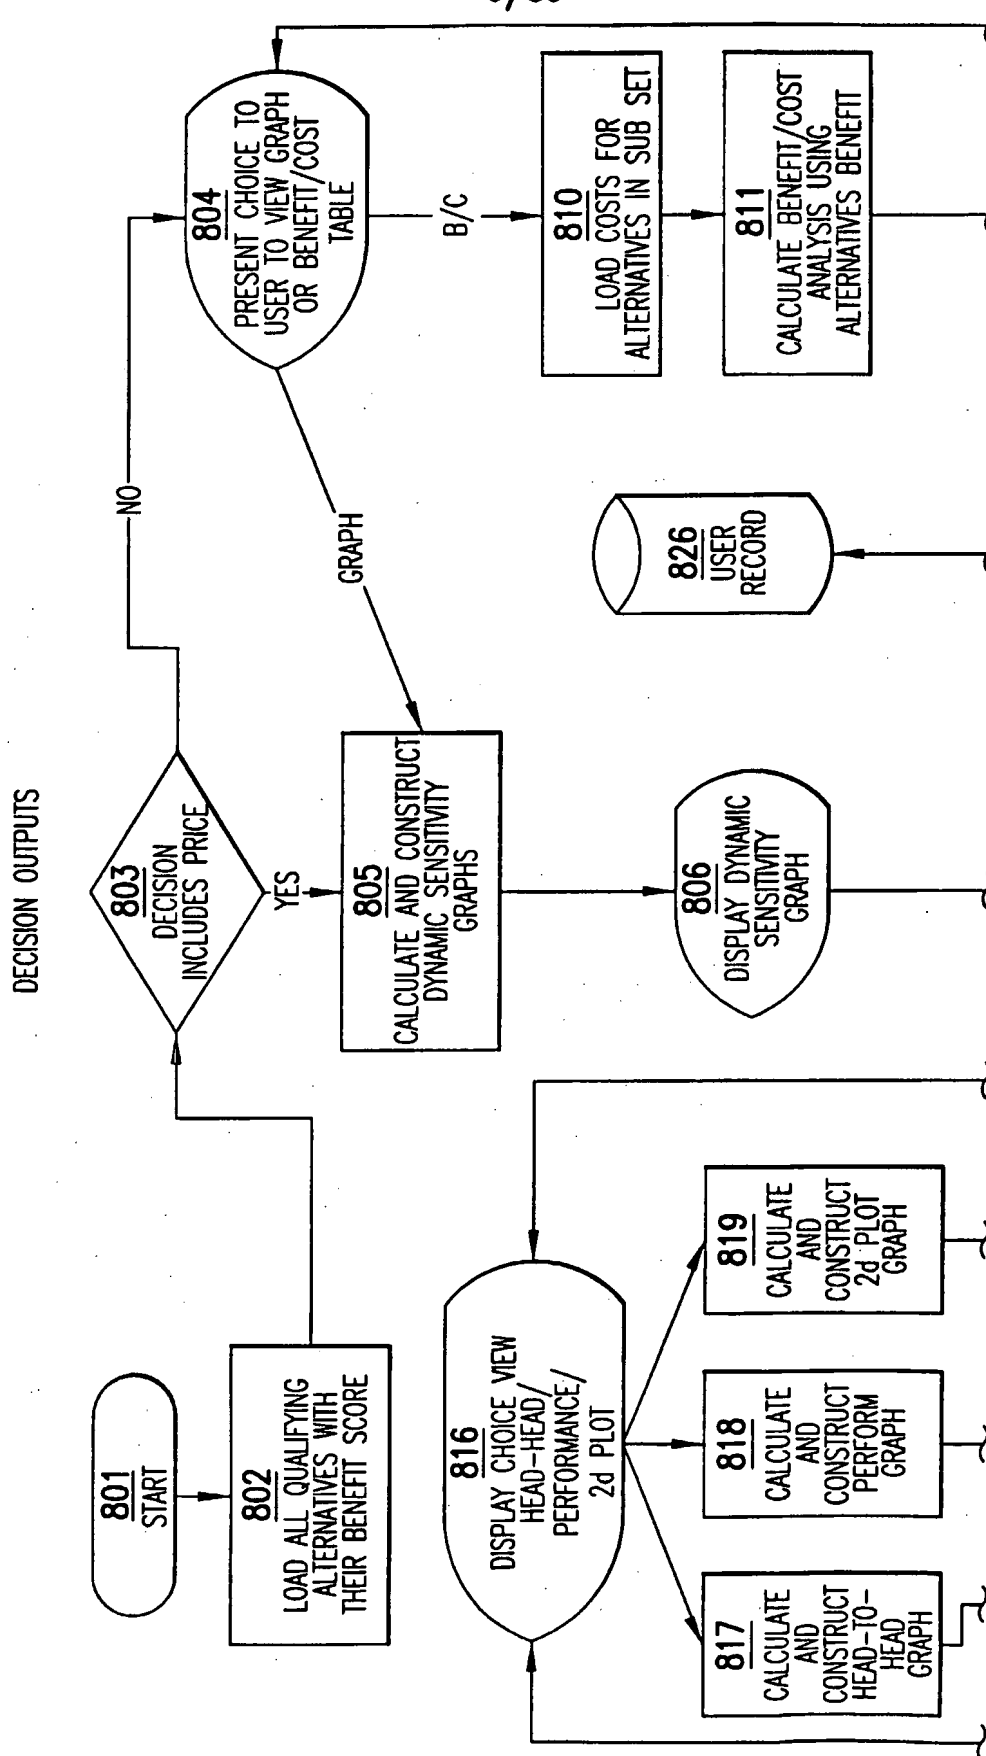 DECISION OUTPUTS
801
START
802
LOAD ALL QUALIFYING
ALTERNATIVES WITH
THEIR BENEFIT SCORE
803
DECISION
INCLUDES PRICE
NO
YES
804
PRESENT CHOICE TO
USER TO VIEW GRAPH
OR BENEFIT/COST
TABLE
GRAPH
B/C
805
CALCULATE AND CONSTRUCT
DYNAMIC SENSITIVITY
GRAPHS
806
DISPLAY DYNAMIC
SENSITIVITY
GRAPH
810
LOAD COSTS FOR
ALTERNATIVES IN SUB SET
811
CALCULATE BENEFIT/COST
ANALYSIS USING
ALTERNATIVES BENEFIT
826
USER
RECORD
816
DISPLAY CHOICE VIEW
HEAD-HEAD/
PERFORMANCE/
2d PLOT
817
CALCULATE
AND
CONSTRUCT
HEAD-TO-
HEAD
GRAPH
818
CALCULATE
AND
CONSTRUCT
PERFORM
GRAPH
819
CALCULATE
AND
CONSTRUCT
2d PLOT
GRAPH